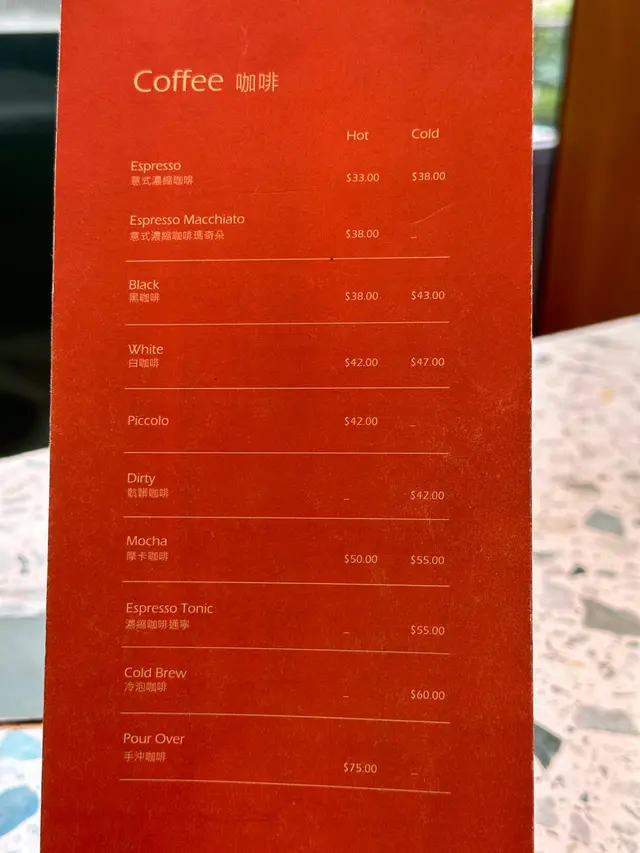 Coffee 咖啡
Hot Cold
Espresso
意式濃縮咖啡 $33.00 $38.00
Espresso Macchiato
意式濃縮咖啡瑪奇朵 $38.00 –
Black
黑咖啡 $38.00 $43.00
White
白咖啡 $42.00 $47.00
Piccolo $42.00 –
Dirty
骯髒咖啡 – $42.00
Mocha
摩卡咖啡 $50.00 $55.00
Espresso Tonic
濃縮咖啡通寧 – $55.00
Cold Brew
冷泡咖啡 – $60.00
Pour Over
手沖咖啡 $75.00 –